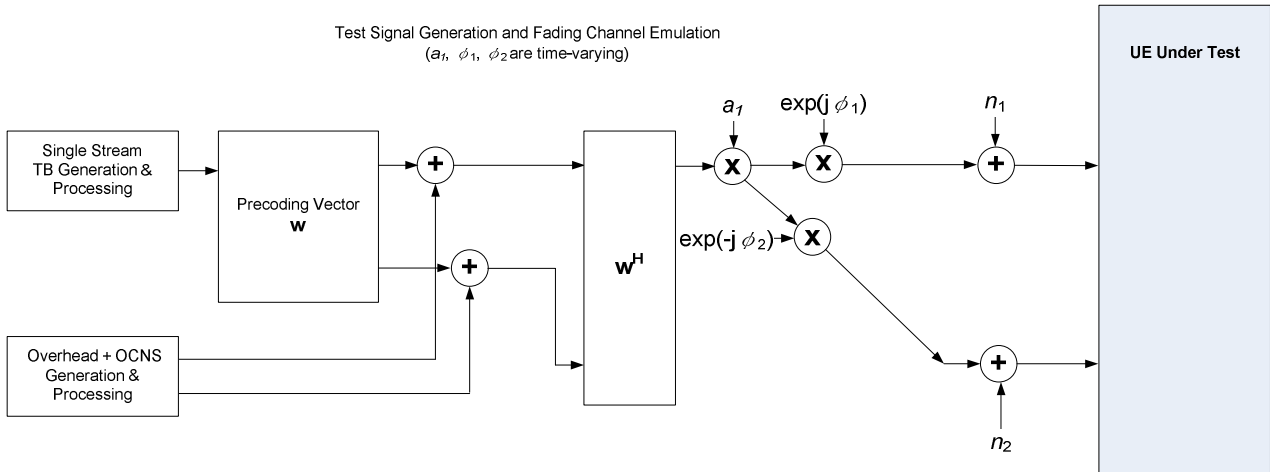 Test Signal Generation and Fading Channel Emulation
(a₁, ϕ₁, ϕ₂ are time-varying)
UE Under Test
a₁
exp(j ϕ₁)
n₁
Single Stream
TB Generation &
Processing
Precoding Vector
w
+
X
X
+
exp(-j ϕ₂)
X
+
wᴴ
Overhead + OCNS
Generation &
Processing
+
n₂